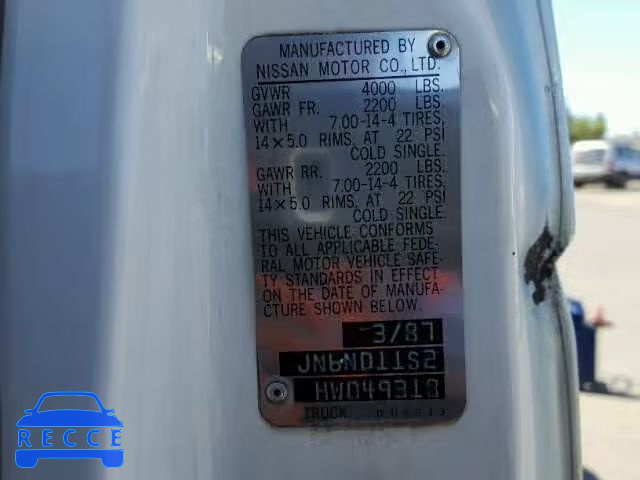 MANUFACTURED BY
NISSAN MOTOR CO., LTD.
GVWR 4000 LBS.
GAWR FR. 2200 LBS.
WITH 7.00-14-4 TIRES,
14×5.0 RIMS, AT 22 PSI
COLD SINGLE.
GAWR RR. 2200 LBS.
WITH 7.00-14-4 TIRES,
14×5.0 RIMS, AT 22 PSI
COLD SINGLE.
THIS VEHICLE CONFORMS
TO ALL APPLICABLE FEDE-
RAL MOTOR VEHICLE SAFE-
TY STANDARDS IN EFFECT
ON THE DATE OF MANUFA-
CTURE SHOWN BELOW.
3/87
JN6ND11S2
HW049318
TRUCK
RECCE